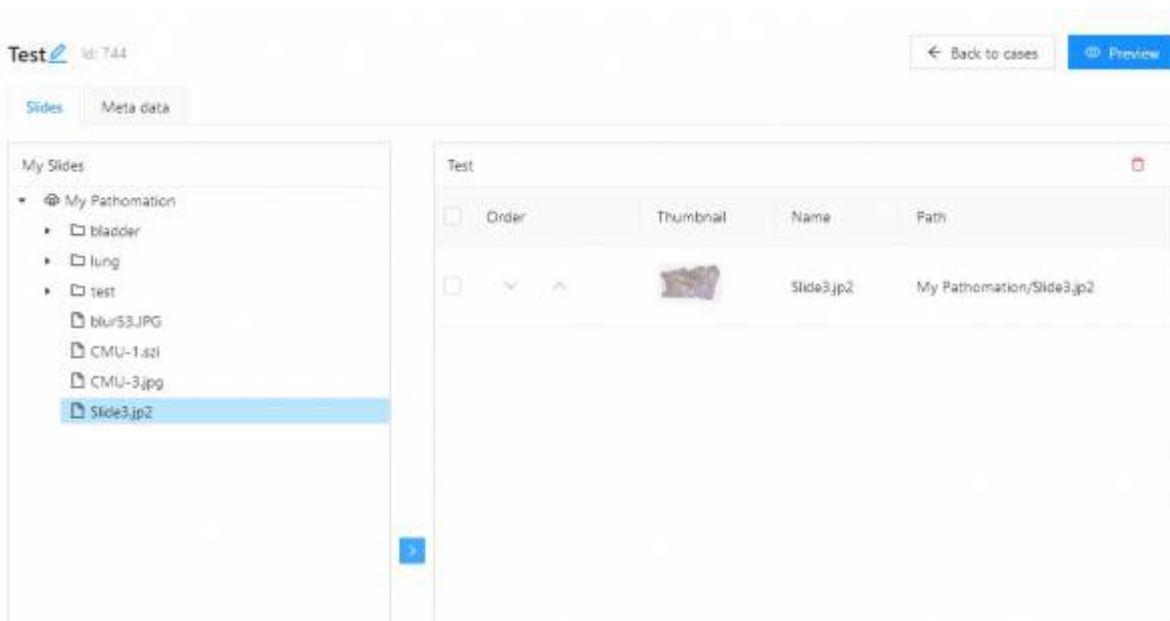 Test Id: 744
Back to cases
Preview
Slides Meta data
My Slides
My Pathomation
bladder
lung
test
blur53.JPG
CMU-1.szi
CMU-3.jpg
Slide3.jp2
Test
Order Thumbnail Name Path
Slide3.jp2 My Pathomation/Slide3.jp2